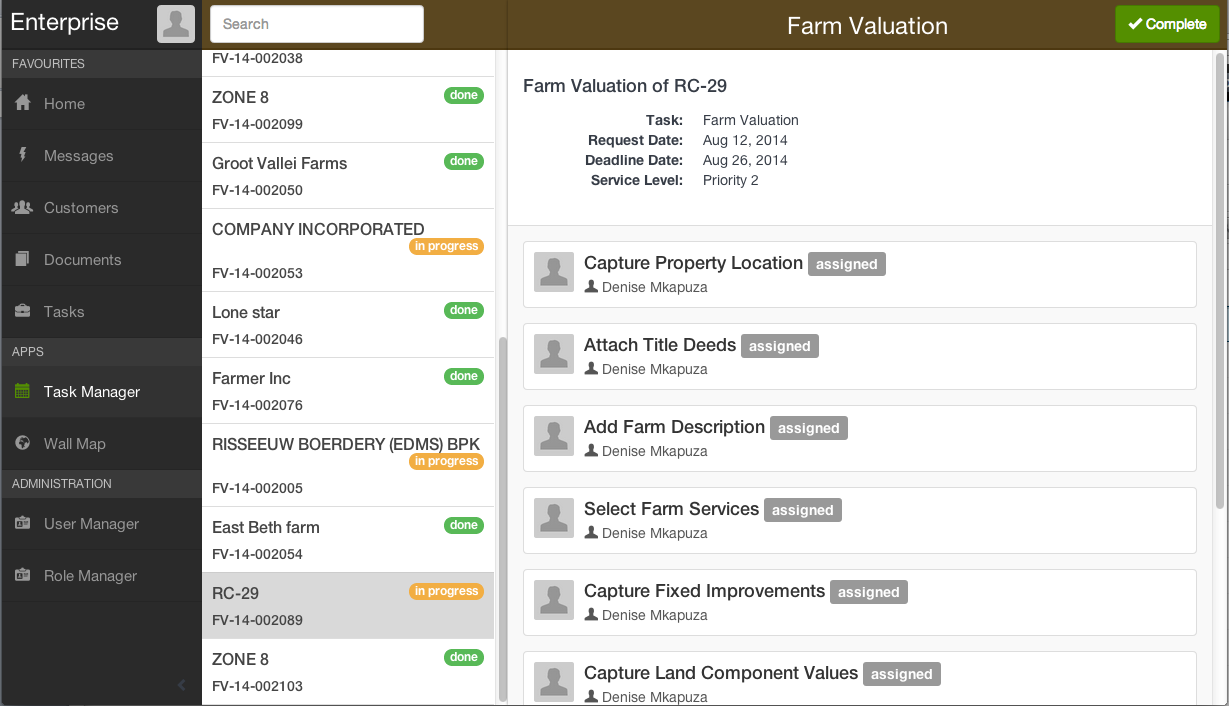 Enterprise
FAVOURITES
Home
Messages
Customers
Documents
Tasks
APPS
Task Manager
Wall Map
ADMINISTRATION
User Manager
Role Manager
Search
FV-14-002038
ZONE 8 done
FV-14-002099
Groot Vallei Farms done
FV-14-002050
COMPANY INCORPORATED
in progress
FV-14-002053
Lone star done
FV-14-002046
Farmer Inc done
FV-14-002076
RISSEEUW BOERDERY (EDMS) BPK
in progress
FV-14-002005
East Beth farm done
FV-14-002054
RC-29 in progress
FV-14-002089
ZONE 8 done
FV-14-002103
Farm Valuation
Complete
Farm Valuation of RC-29
Task: Farm Valuation
Request Date: Aug 12, 2014
Deadline Date: Aug 26, 2014
Service Level: Priority 2
Capture Property Location assigned
Denise Mkapuza
Attach Title Deeds assigned
Denise Mkapuza
Add Farm Description assigned
Denise Mkapuza
Select Farm Services assigned
Denise Mkapuza
Capture Fixed Improvements assigned
Denise Mkapuza
Capture Land Component Values assigned
Denise Mkapuza